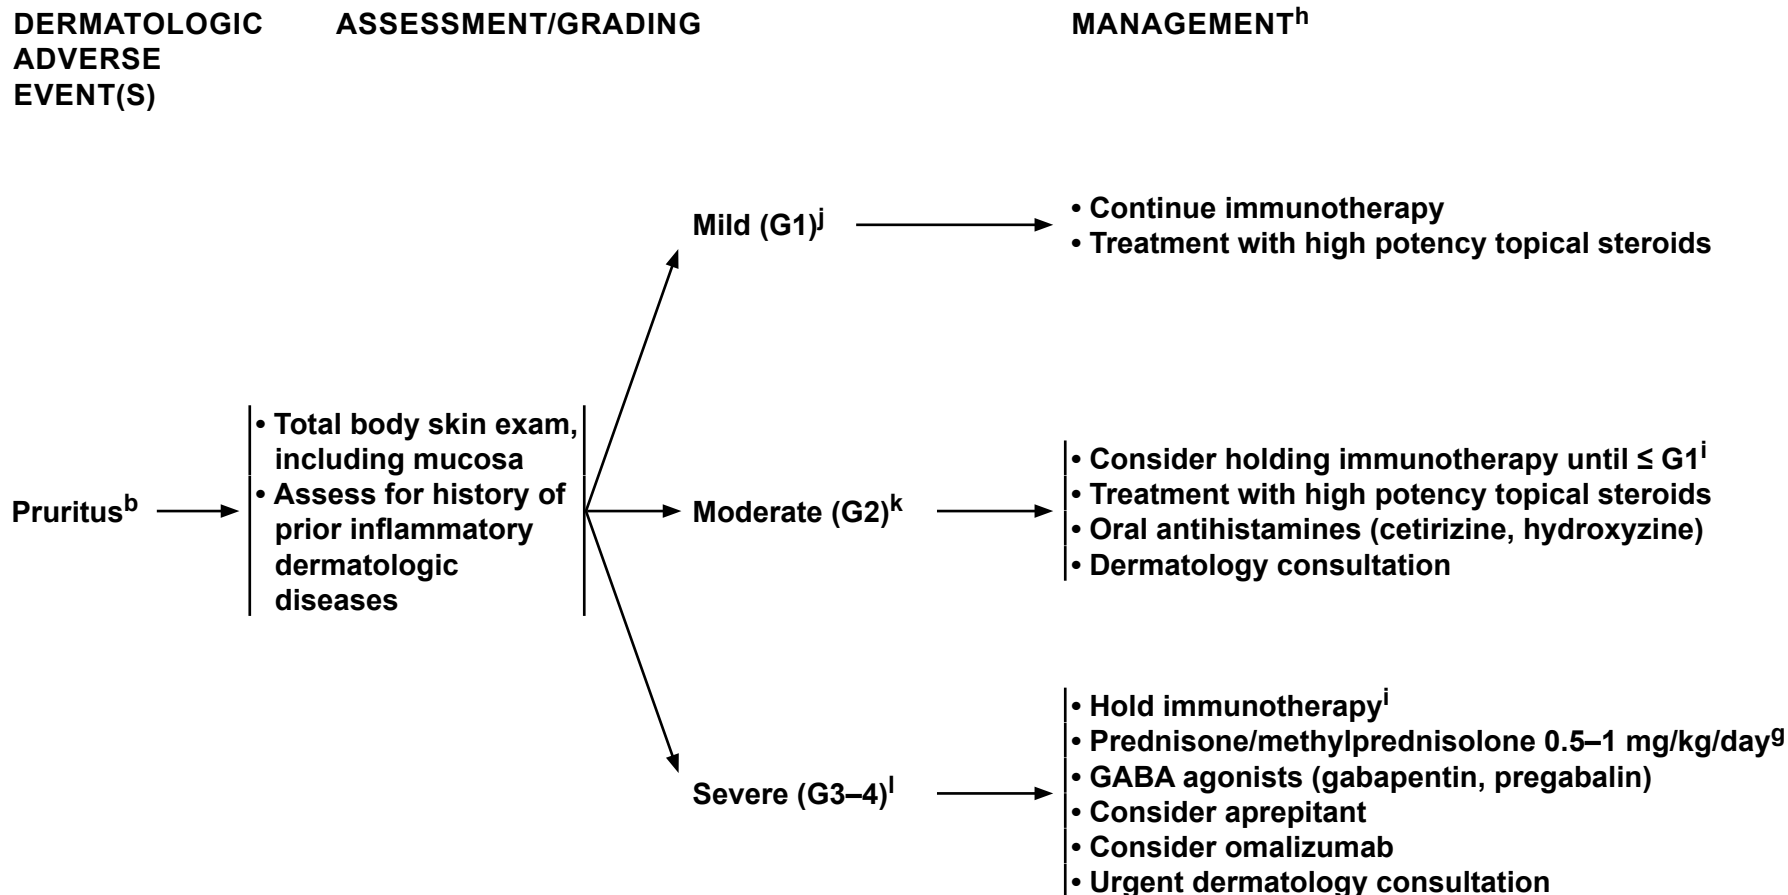 DERMATOLOGIC ADVERSE EVENT(S)
ASSESSMENT/GRADING
MANAGEMENTʰ
Pruritusᵇ
• Total body skin exam,
including mucosa
• Assess for history of
prior inflammatory
dermatologic
diseases
Mild (G1)ʲ
• Continue immunotherapy
• Treatment with high potency topical steroids
Moderate (G2)ᵏ
• Consider holding immunotherapy until ≤ G1ⁱ
• Treatment with high potency topical steroids
• Oral antihistamines (cetirizine, hydroxyzine)
• Dermatology consultation
Severe (G3–4)ˡ
• Hold immunotherapyⁱ
• Prednisone/methylprednisolone 0.5–1 mg/kg/dayᵍ
• GABA agonists (gabapentin, pregabalin)
• Consider aprepitant
• Consider omalizumab
• Urgent dermatology consultation